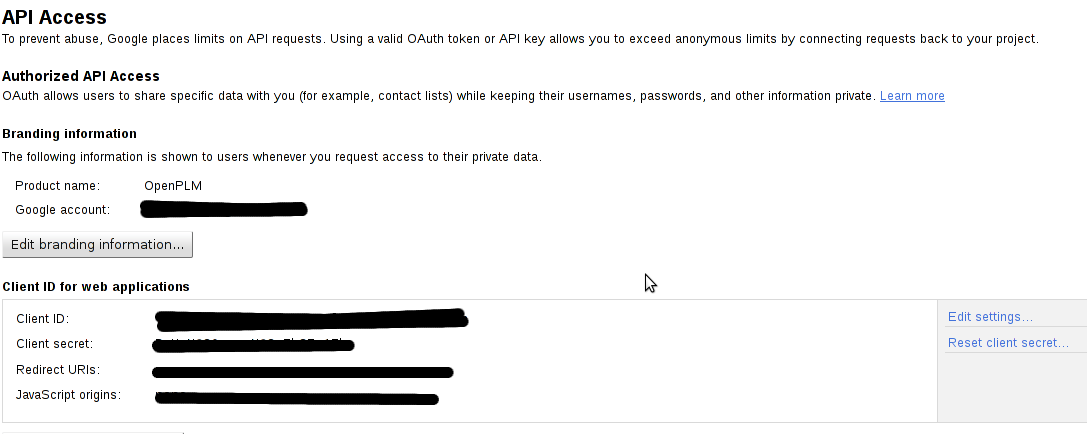 API Access
To prevent abuse, Google places limits on API requests. Using a valid OAuth token or API key allows you to exceed anonymous limits by connecting requests back to your project.
Authorized API Access
OAuth allows users to share specific data with you (for example, contact lists) while keeping their usernames, passwords, and other information private. Learn more
Branding information
The following information is shown to users whenever you request access to their private data.
Product name: OpenPLM
Google account:
Edit branding information...
Client ID for web applications
Client ID:
Edit settings...
Client secret:
Reset client secret...
Redirect URIs:
JavaScript origins: